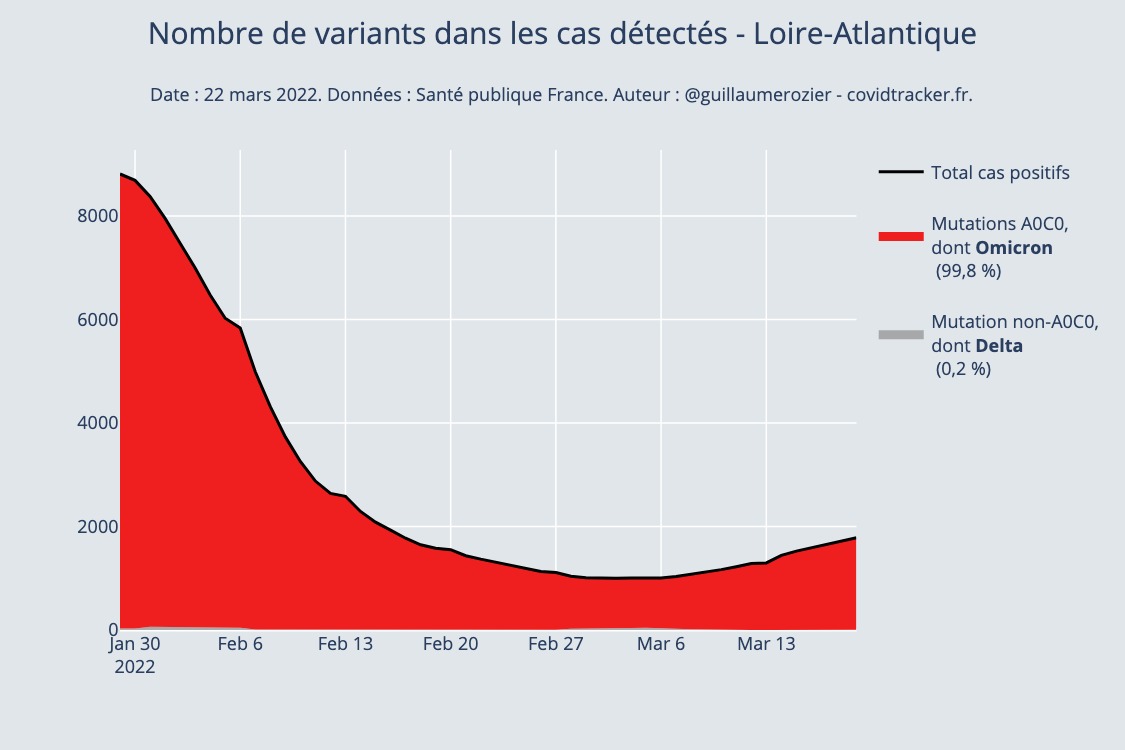 Nombre de variants dans les cas détectés - Loire-Atlantique
Date : 22 mars 2022. Données : Santé publique France. Auteur : @guillaumerozier - covidtracker.fr.
Total cas positifs
Mutations A0C0,
dont Omicron
(99,8 %)
Mutation non-A0C0,
dont Delta
(0,2 %)
8000
6000
4000
2000
0
Jan 30
2022
Feb 6
Feb 13
Feb 20
Feb 27
Mar 6
Mar 13